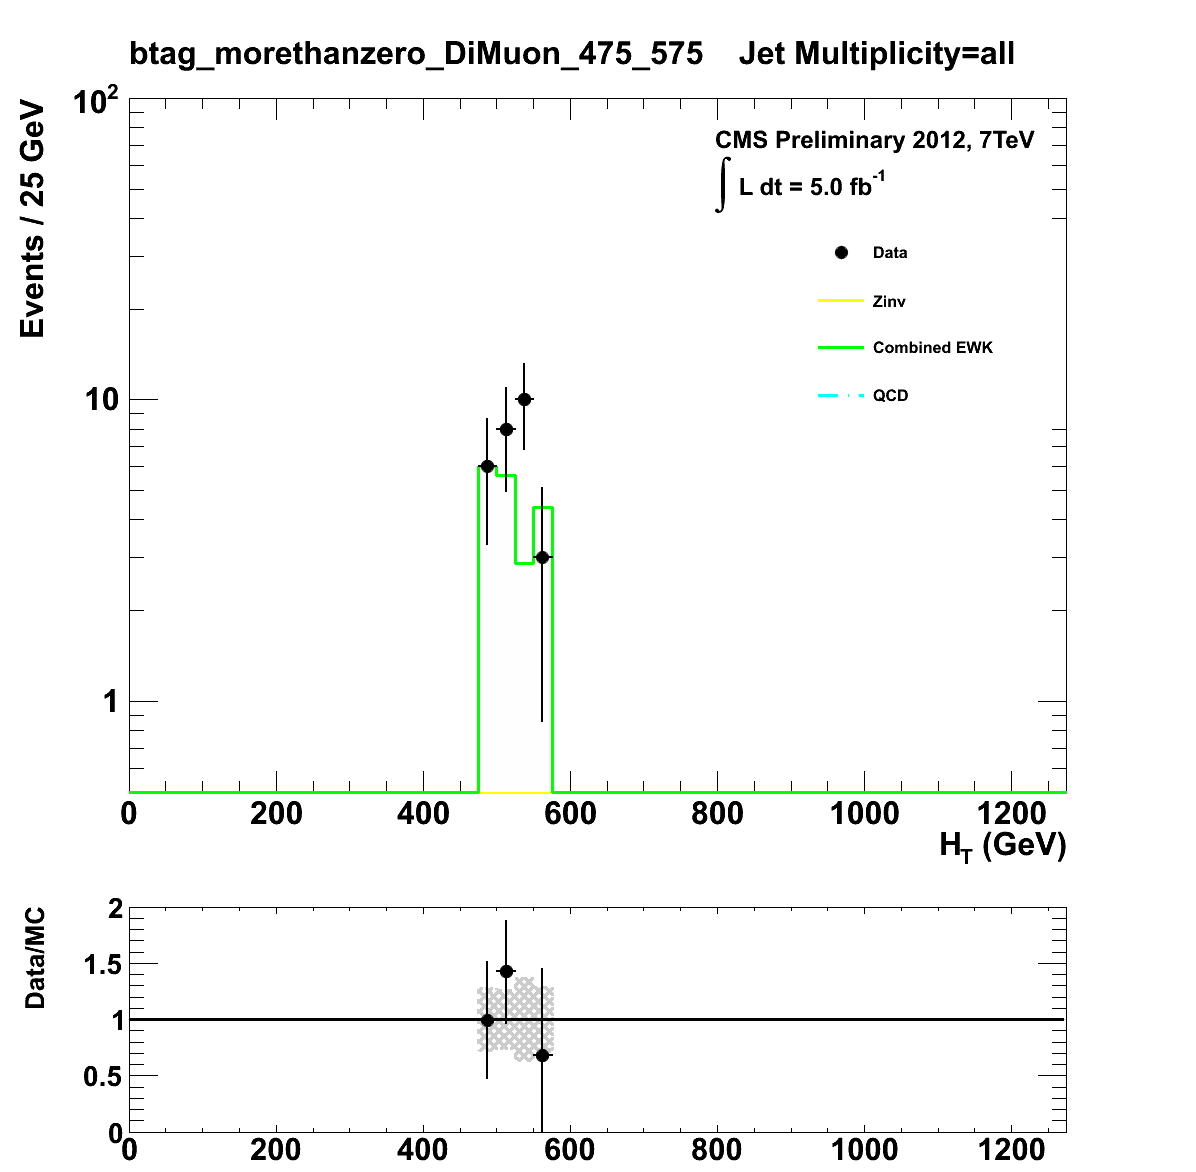 btag_morethanzero_DiMuon_475_575 Jet Multiplicity=all
Events / 25 GeV
10²
10
1
CMS Preliminary 2012, 7TeV
∫ L dt = 5.0 fb⁻¹
Data
Zinv
Combined EWK
QCD
0 200 400 600 800 1000 1200
H_T (GeV)
Data/MC
2
1.5
1
0.5
0
0 200 400 600 800 1000 1200